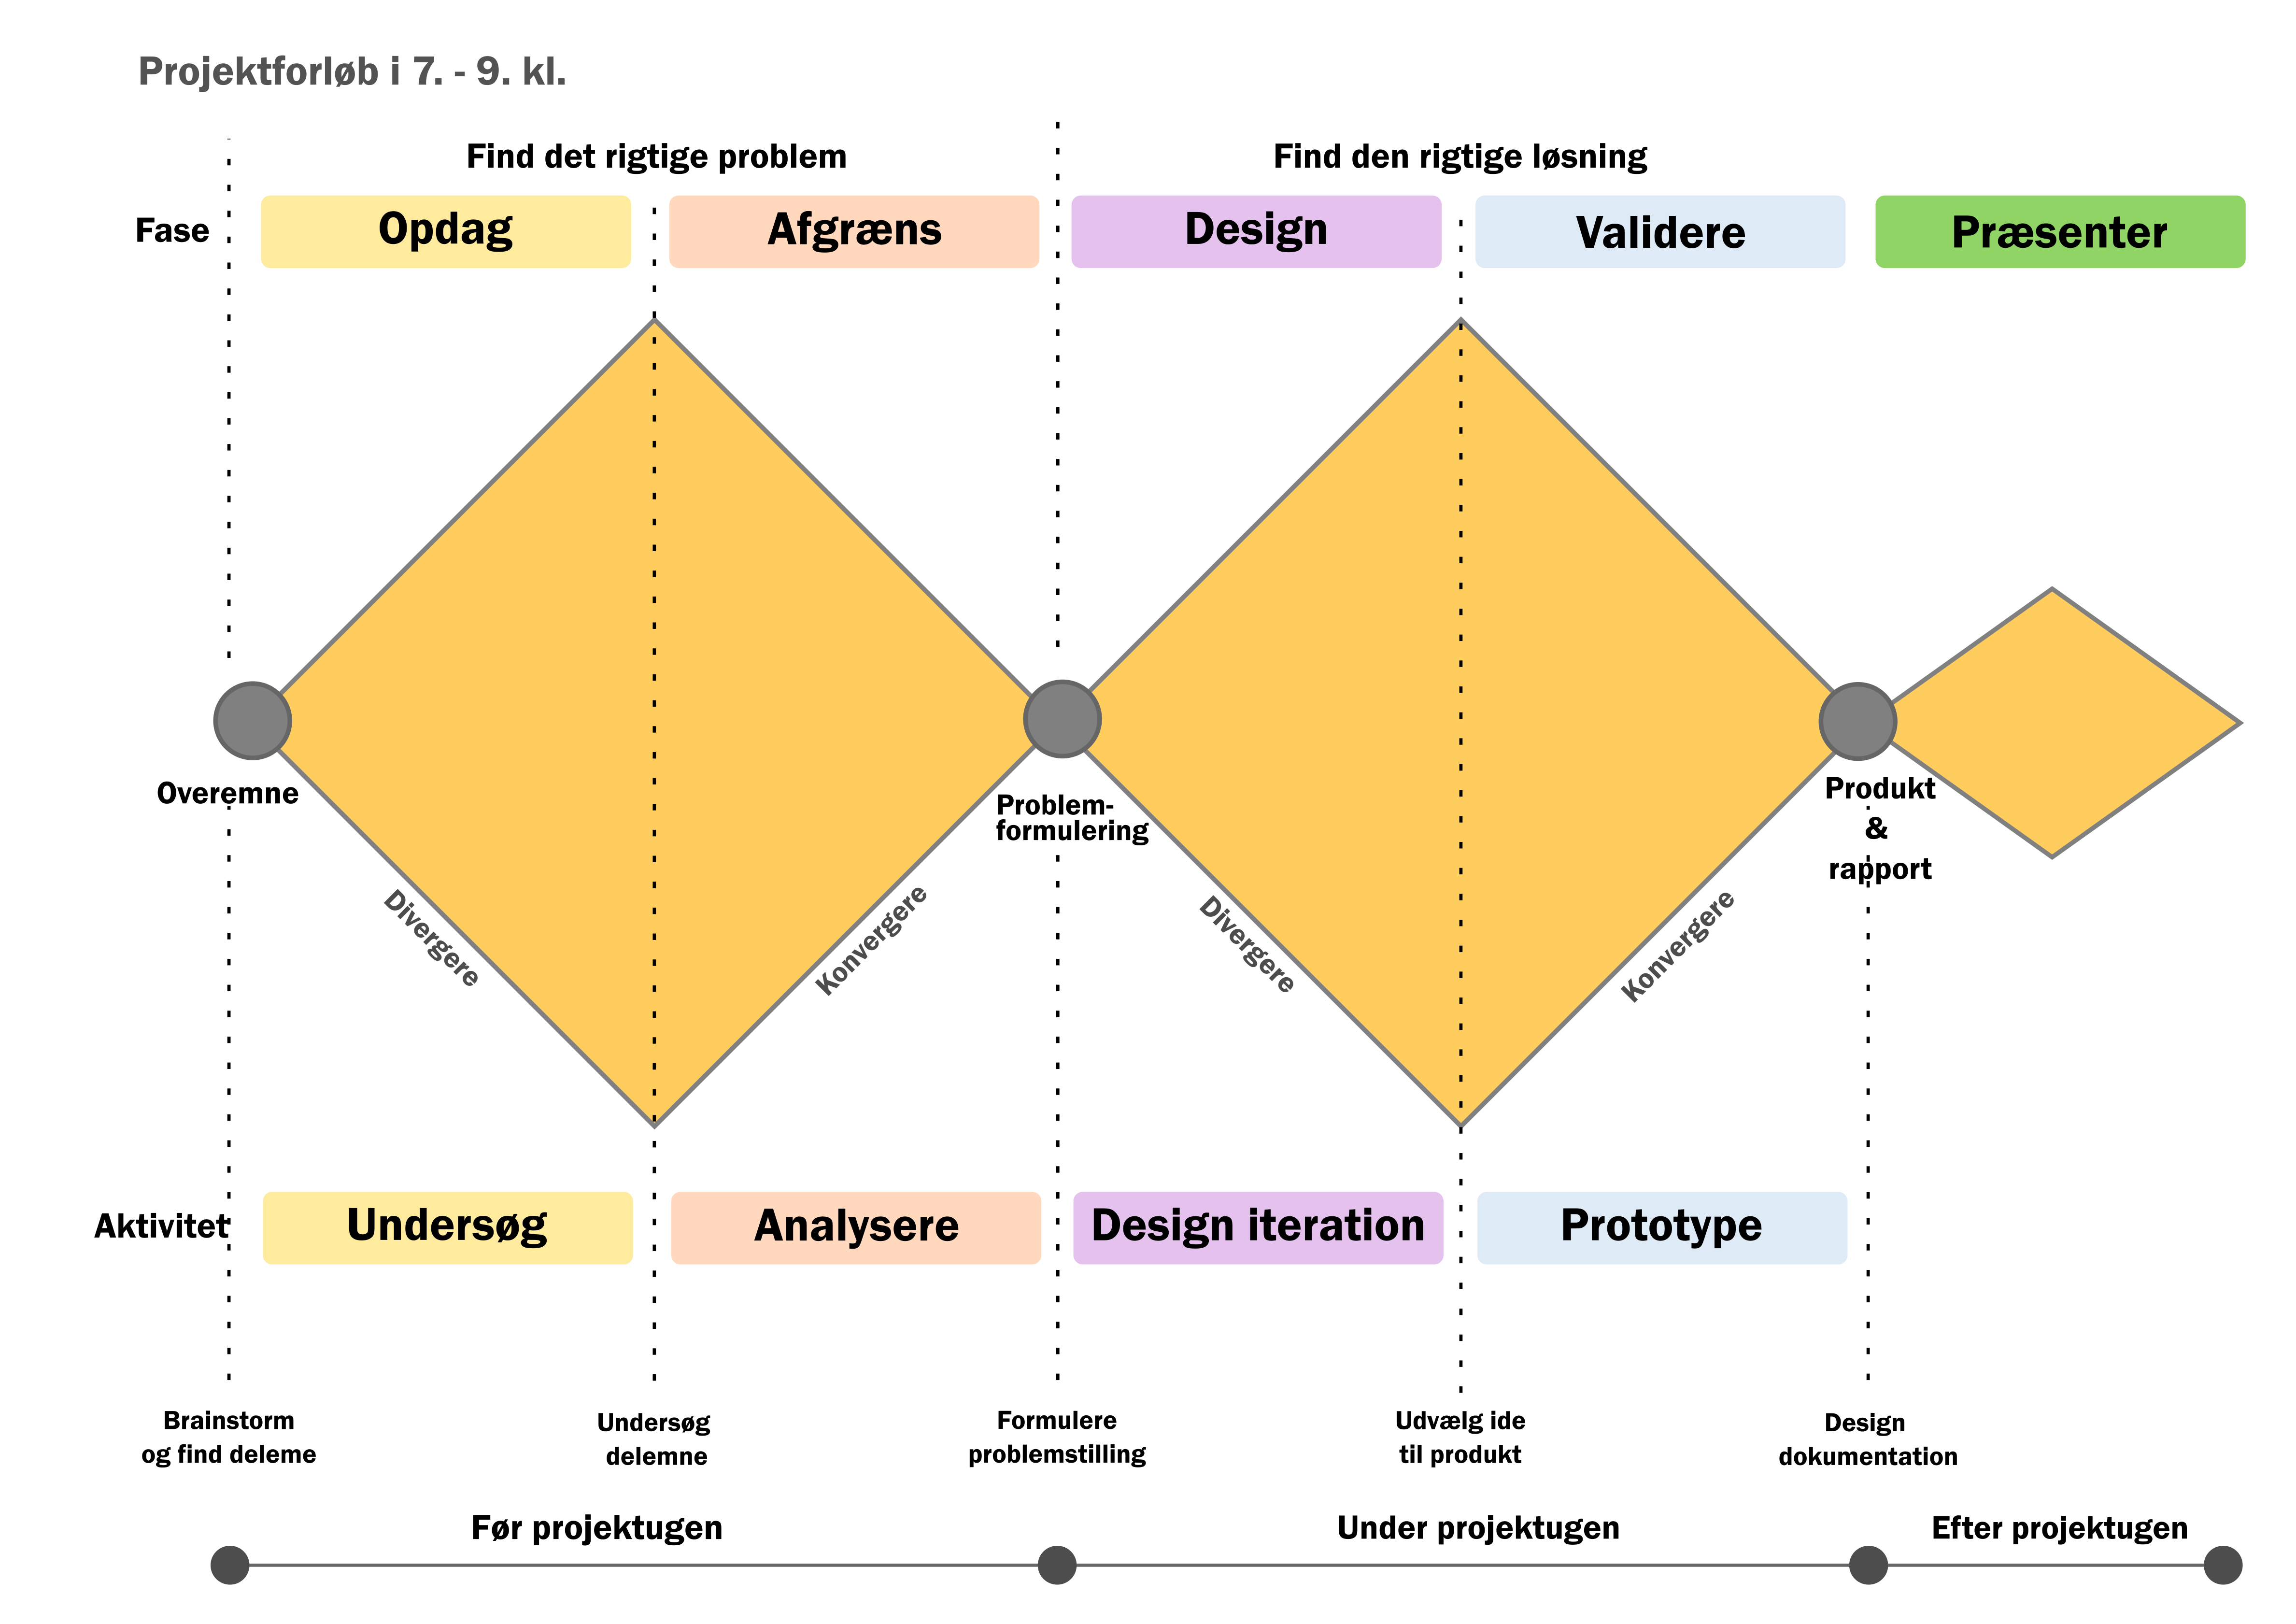 Projektforløb i 7. - 9. kl.
Find det rigtige problem
Find den rigtige løsning
Fase
Opdag
Afgræns
Design
Validere
Præsenter
Overemne
Problem-
formulering
Produkt
&
rapport
Divergere
Konvergere
Divergere
Konvergere
Aktivitet
Undersøg
Analysere
Design iteration
Prototype
Brainstorm
og find deleme
Undersøg
delemne
Formulere
problemstilling
Udvælg ide
til produkt
Design
dokumentation
Før projektugen
Under projektugen
Efter projektugen